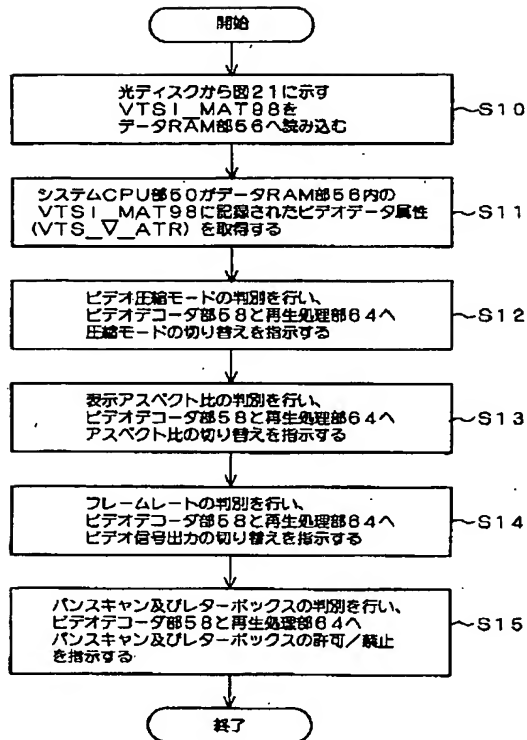 開始
光ディスクから図21に示す
VTSI_MAT98を
データRAM部56へ読み込む
S10
システムCPU部50がデータRAM部56内の
VTSI_MAT98に記録されたビデオデータ属性
(VTS_▽_ATR)を取得する
S11
ビデオ圧縮モードの判別を行い、
ビデオデコーダ部58と再生処理部64へ
圧縮モードの切り替えを指示する
S12
表示アスペクト比の判別を行い、
ビデオデコーダ部58と再生処理部64へ
アスペクト比の切り替えを指示する
S13
フレームレートの判別を行い、
ビデオデコーダ部58と再生処理部64へ
ビデオ信号出力の切り替えを指示する
S14
パンスキャン及びレターボックスの判別を行い、
ビデオデコーダ部58と再生処理部64へ
パンスキャン及びレターボックスの許可/禁止
を指示する
S15
終了